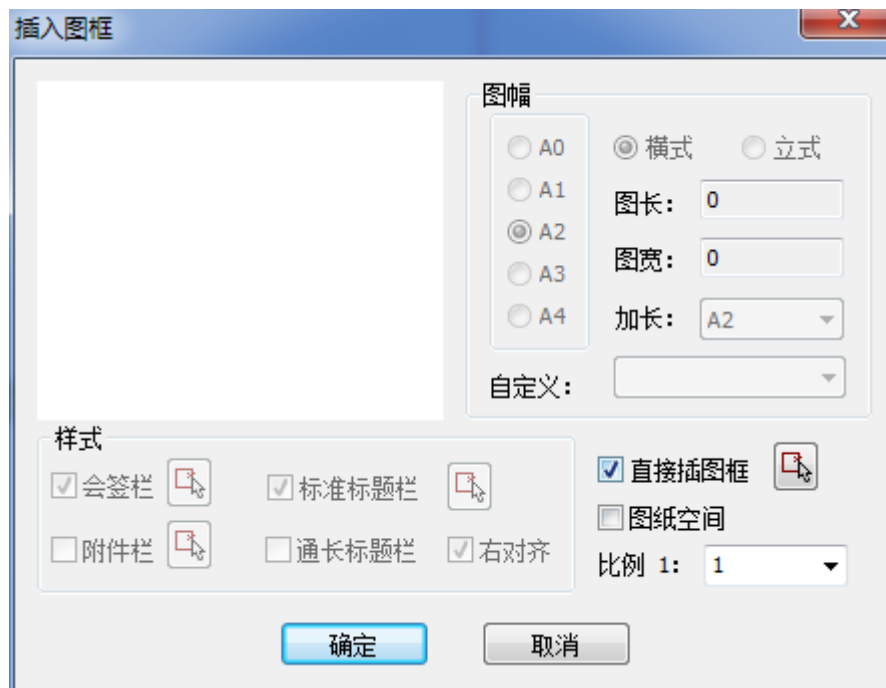 插入图框
图幅
A0
横式
立式
A1
图长: 0
A2
图宽: 0
A3
A4
加长: A2
自定义:
样式
会签栏
标准标题栏
直接插图框
图纸空间
附件栏
通长标题栏
右对齐
比例 1: 1
确定
取消